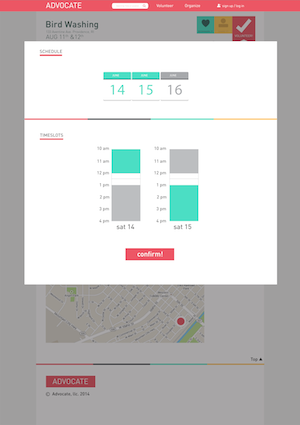 ADVOCATE
Volunteer
Organize
sign up / log in
Bird Washing
AUG 11th &12th
SCHEDULE
14 15 16
TIMESLOTS
10 am 10 am
11 am 11 am
12 pm 12 pm
1 pm 1 pm
2 pm 2 pm
3 pm 3 pm
4 pm 4 pm
sat 14 sat 15
confirm!
Top
ADVOCATE
Advocate, llc. 2014